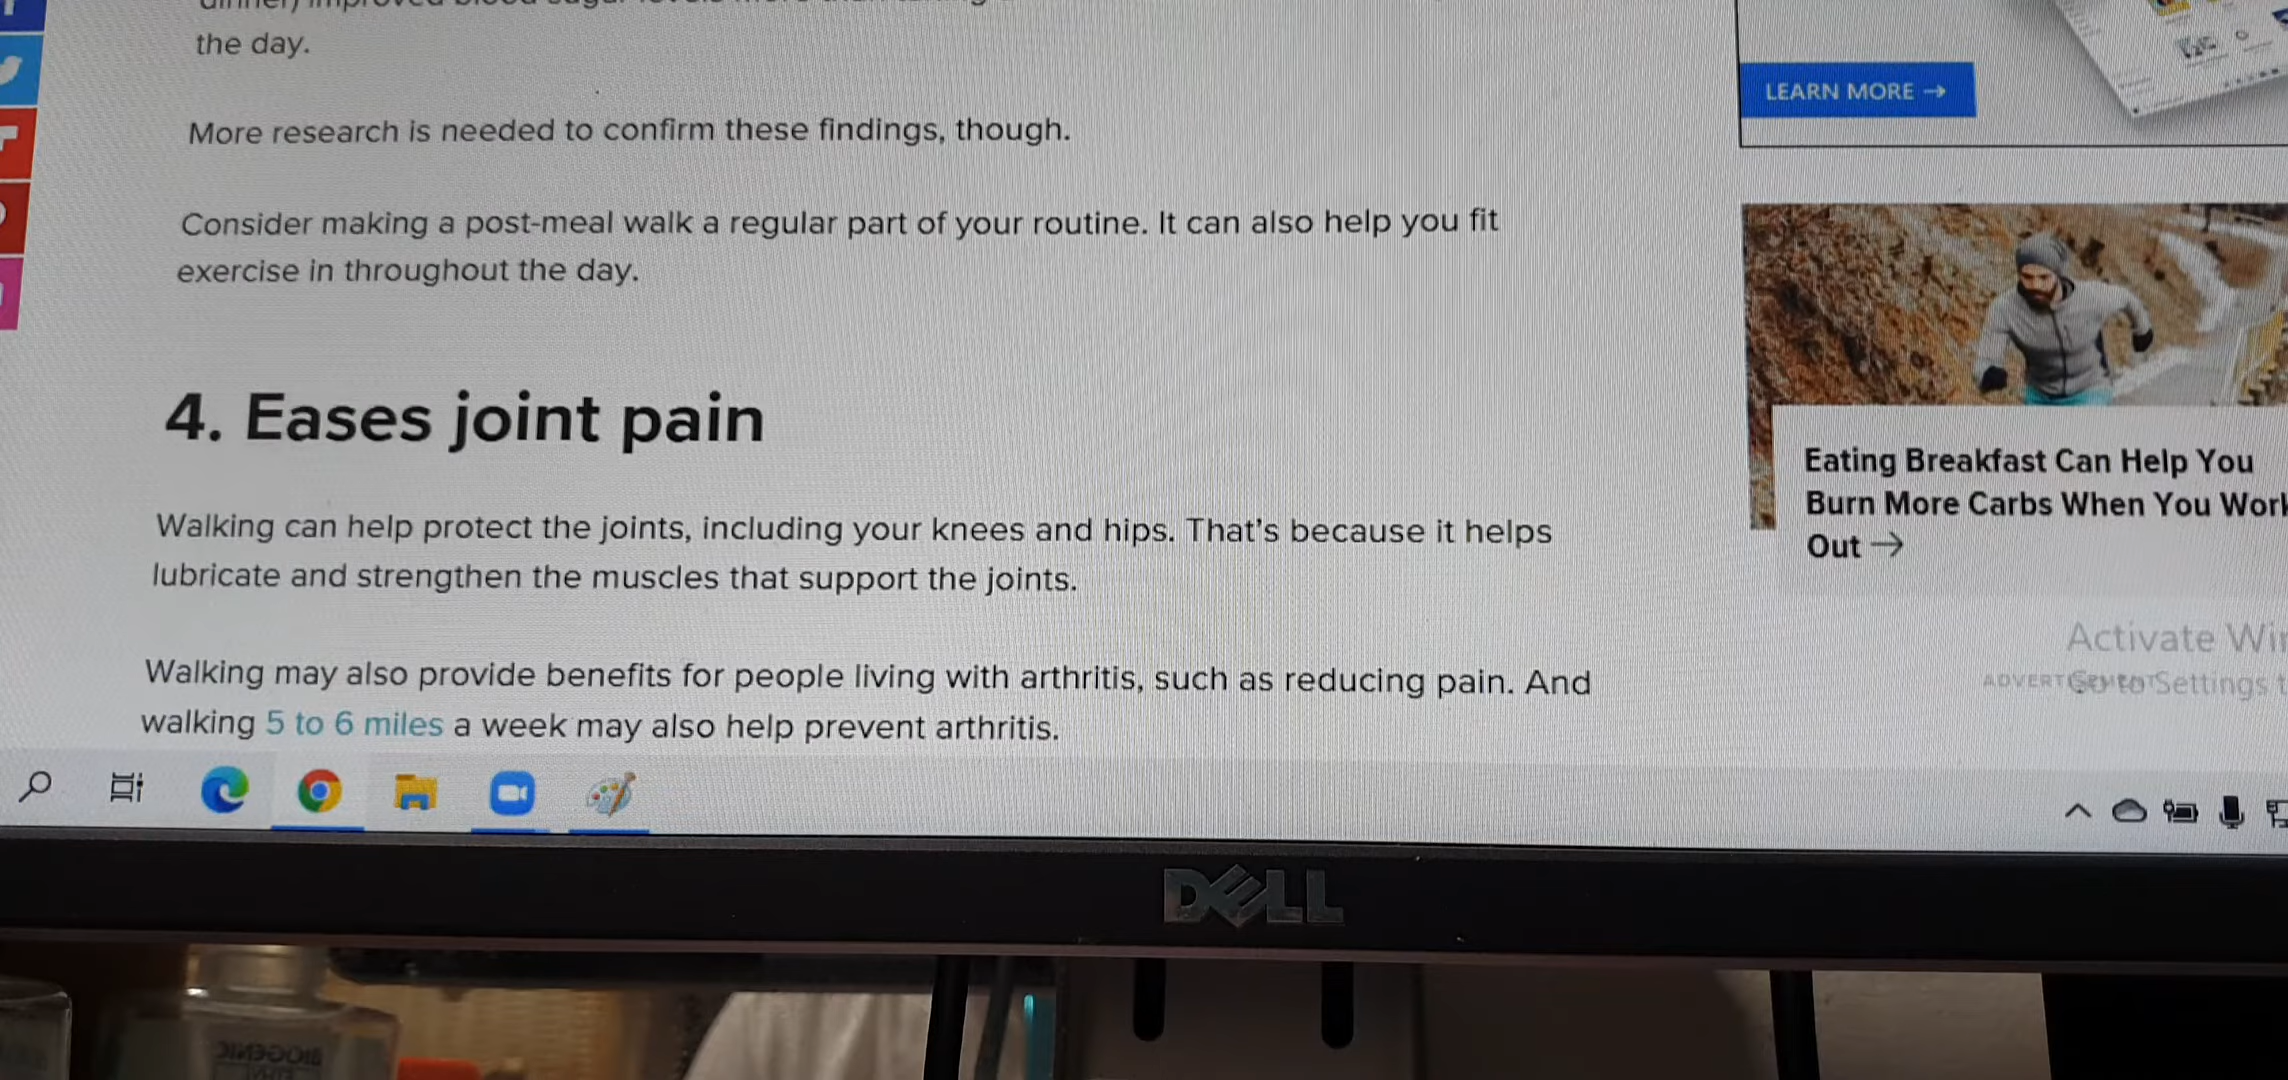 the day.
More research is needed to confirm these findings, though.
Consider making a post-meal walk a regular part of your routine. It can also help you fit
exercise in throughout the day.
4. Eases joint pain
Walking can help protect the joints, including your knees and hips. That's because it helps
lubricate and strengthen the muscles that support the joints.
Walking may also provide benefits for people living with arthritis, such as reducing pain. And
walking 5 to 6 miles a week may also help prevent arthritis.
LEARN MORE →
Eating Breakfast Can Help You
Burn More Carbs When You Work
Out →
Activate
Go to Settings
DELL
BIOGENIC